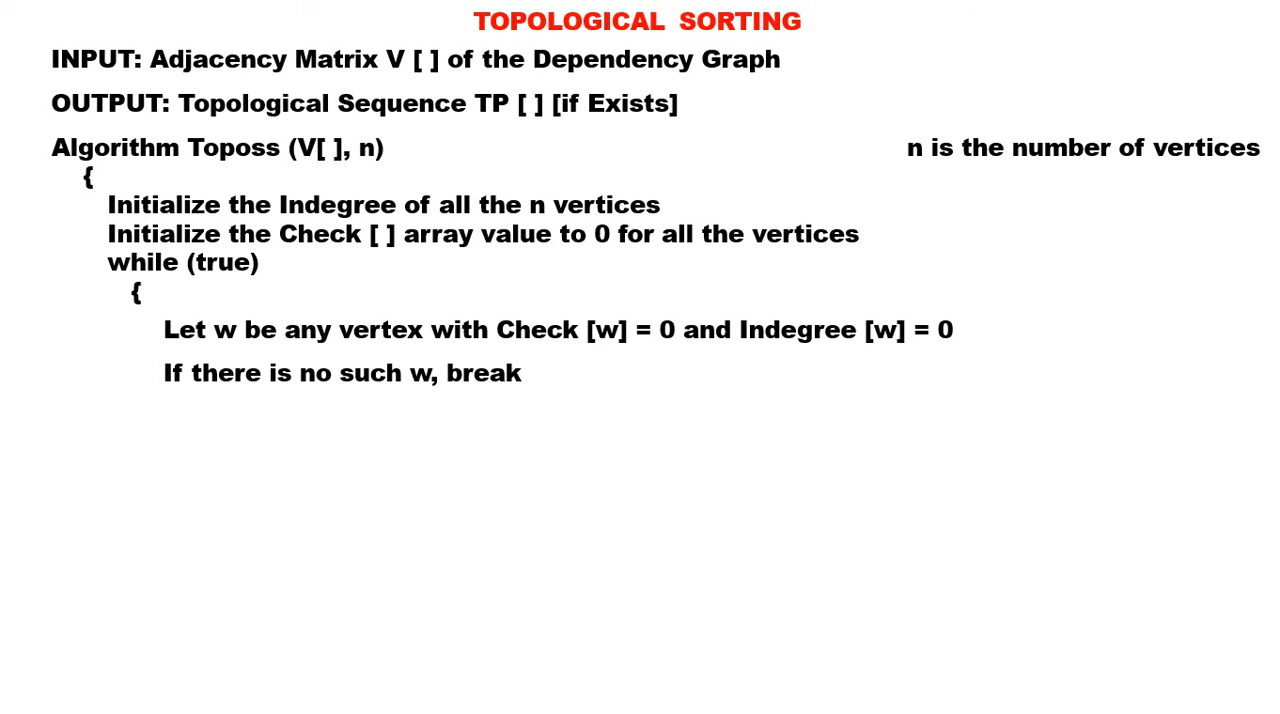 TOPOLOGICAL SORTING
INPUT: Adjacency Matrix V [ ] of the Dependency Graph
OUTPUT: Topological Sequence TP [ ] [if Exists]
Algorithm Toposs (V[ ], n) n is the number of vertices
{
Initialize the Indegree of all the n vertices
Initialize the Check [ ] array value to 0 for all the vertices
while (true)
{
Let w be any vertex with Check [w] = 0 and Indegree [w] = 0
If there is no such w, break